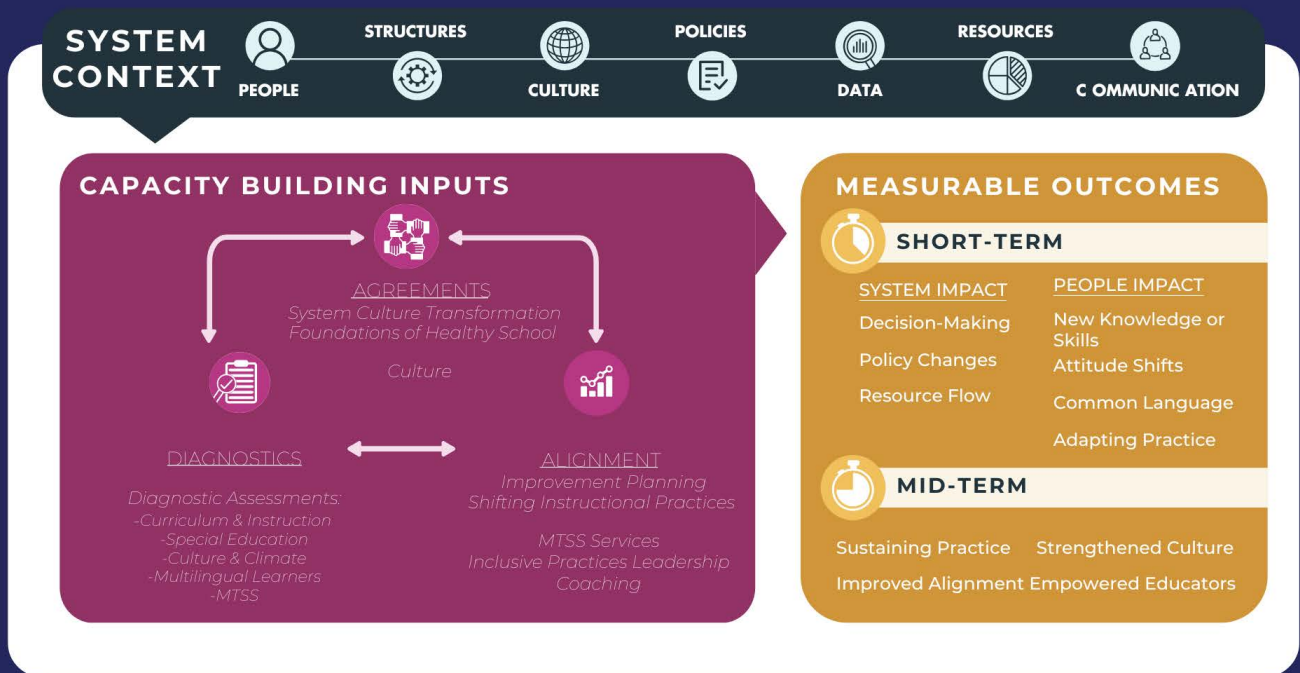 SYSTEM
CONTEXT
PEOPLE
STRUCTURES
CULTURE
POLICIES
DATA
RESOURCES
C OMMUNIC ATION
CAPACITY BUILDING INPUTS
AGREEMENTS
System Culture Transformation
Foundations of Healthy School
Culture
DIAGNOSTICS
Diagnostic Assessments:
-Curriculum & Instruction
-Special Education
-Culture & Climate
-Multilingual Learners
-MTSS
ALIGNMENT
Improvement Planning
Shifting Instructional Practices
MTSS Services
Inclusive Practices Leadership
Coaching
MEASURABLE OUTCOMES
SHORT-TERM
SYSTEM IMPACT
Decision-Making
Policy Changes
Resource Flow
PEOPLE IMPACT
New Knowledge or
Skills
Attitude Shifts
Common Language
Adapting Practice
MID-TERM
Sustaining Practice
Strengthened Culture
Improved Alignment
Empowered Educators